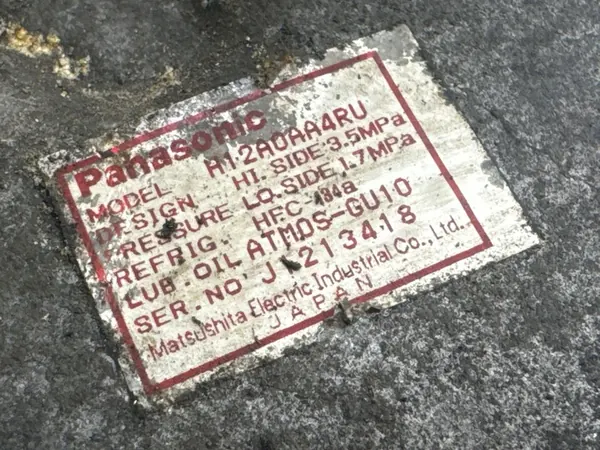 Panasonic
MODEL H12A0AA4RU
DESIGN HI.SIDE 3.5MPa
PRESSURE LO.SIDE 1.7MPa
REFRIG. HFC-134a
LUB.OIL ATMOS-GU10
SER.NO. 213418
Matsushita Electric Industrial Co.,Ltd.
JAPAN